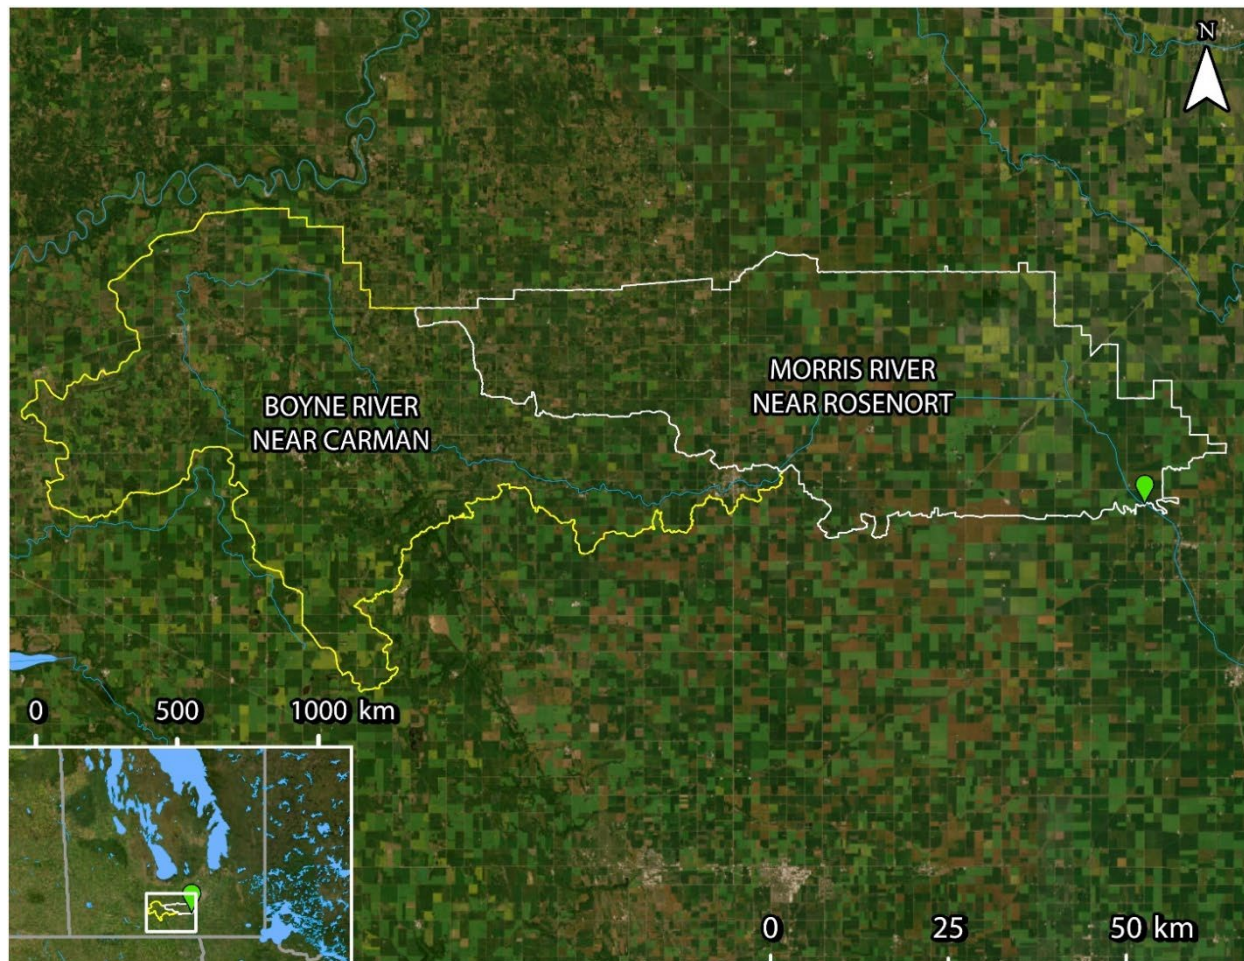 N
MORRIS RIVER
NEAR ROSENORT
BOYNE RIVER
NEAR CARMAN
0 500 1000 km
0 25 50 km